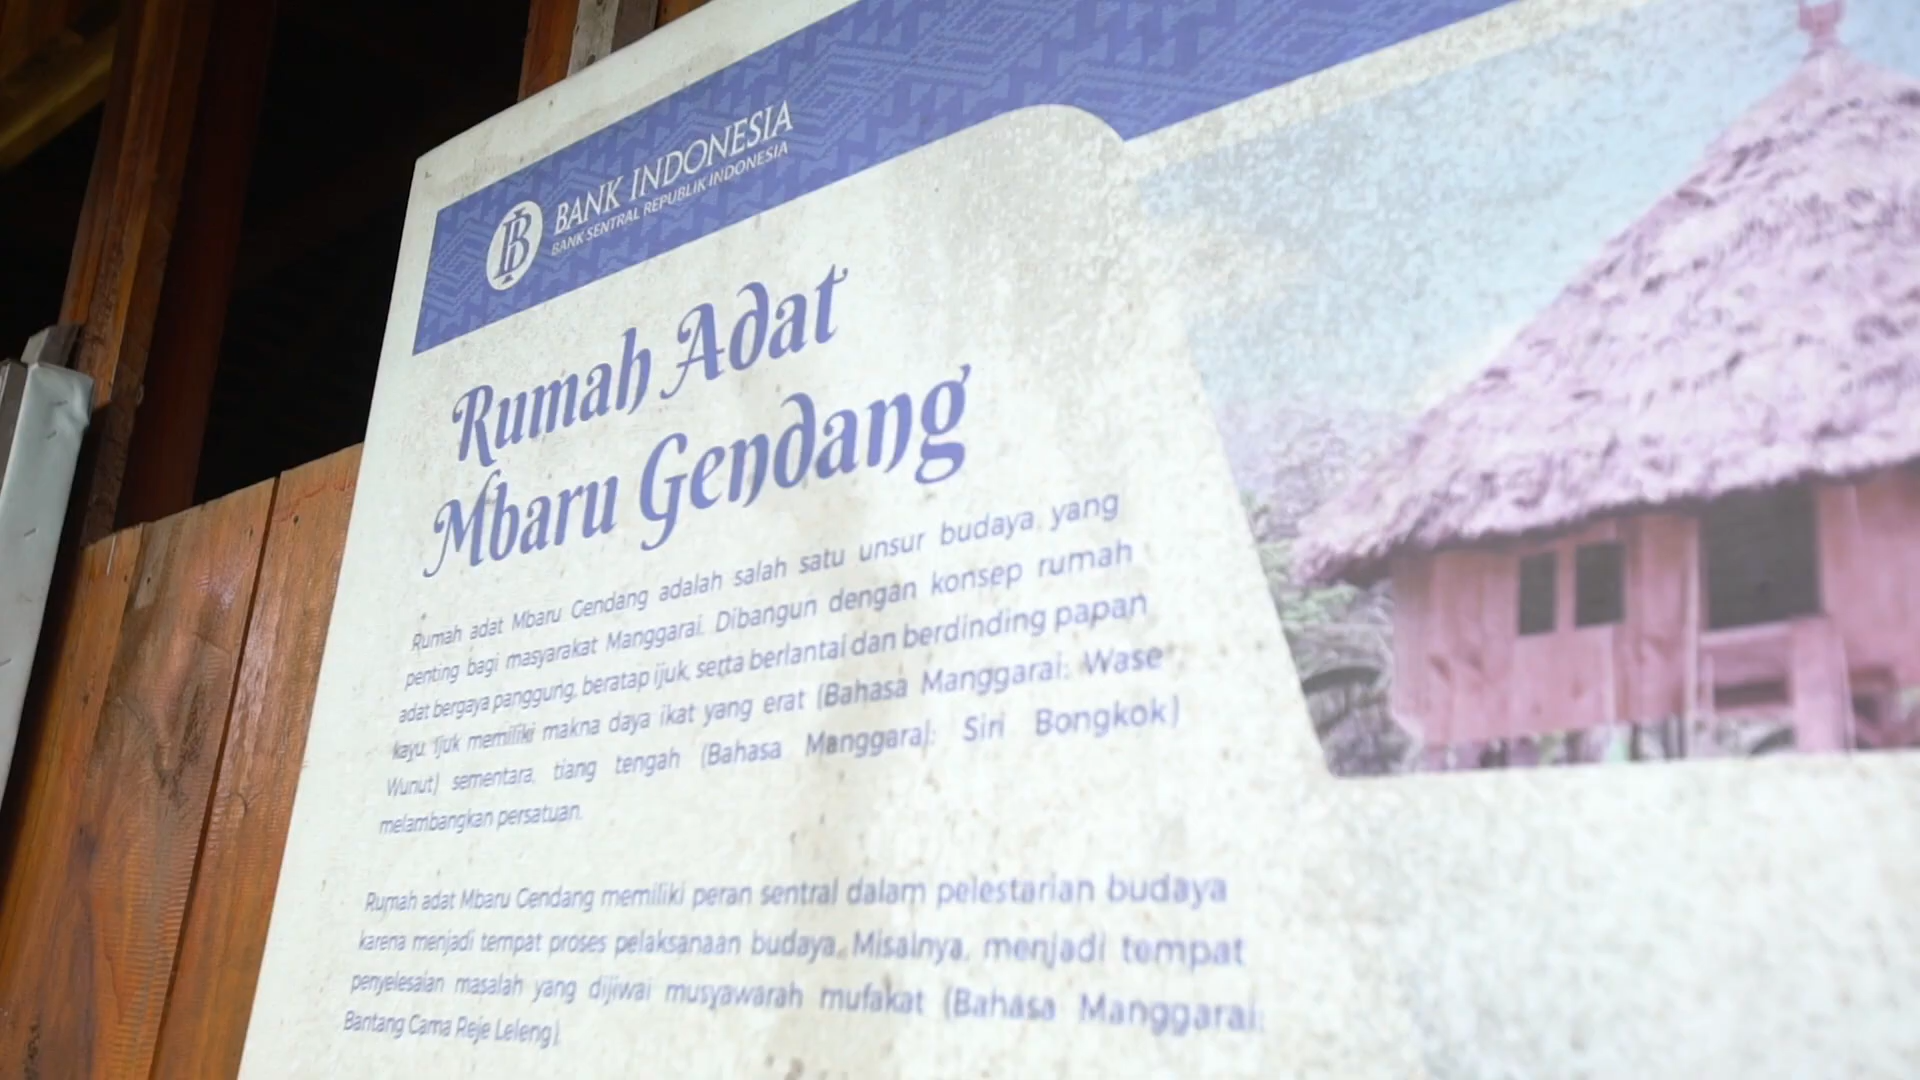 BANK INDONESIA
BANK SENTRAL REPUBLIK INDONESIA
Rumah Adat
Mbaru Gendang
Rumah adat Mbaru Gendang adalah salah satu unsur budaya yang
penting bagi masyarakat Manggarai. Dibangun dengan konsep rumah
adat bergaya panggung, beratap ijuk, serta berlantai dan berdinding papan
kayu. Ijuk memiliki makna daya ikat yang erat (Bahasa Manggarai: Wase
Wunut) sementara, tiang tengah (Bahasa Manggarai: Siri Bongkok)
melambangkan persatuan.
Rumah adat Mbaru Gendang memiliki peran sentral dalam pelestarian budaya
karena menjadi tempat proses pelaksanaan budaya. Misalnya, menjadi tempat
penyelesaian masalah yang dijiwai musyawarah mufakat (Bahasa Manggarai:
Bantang Cama Reje Leleng).